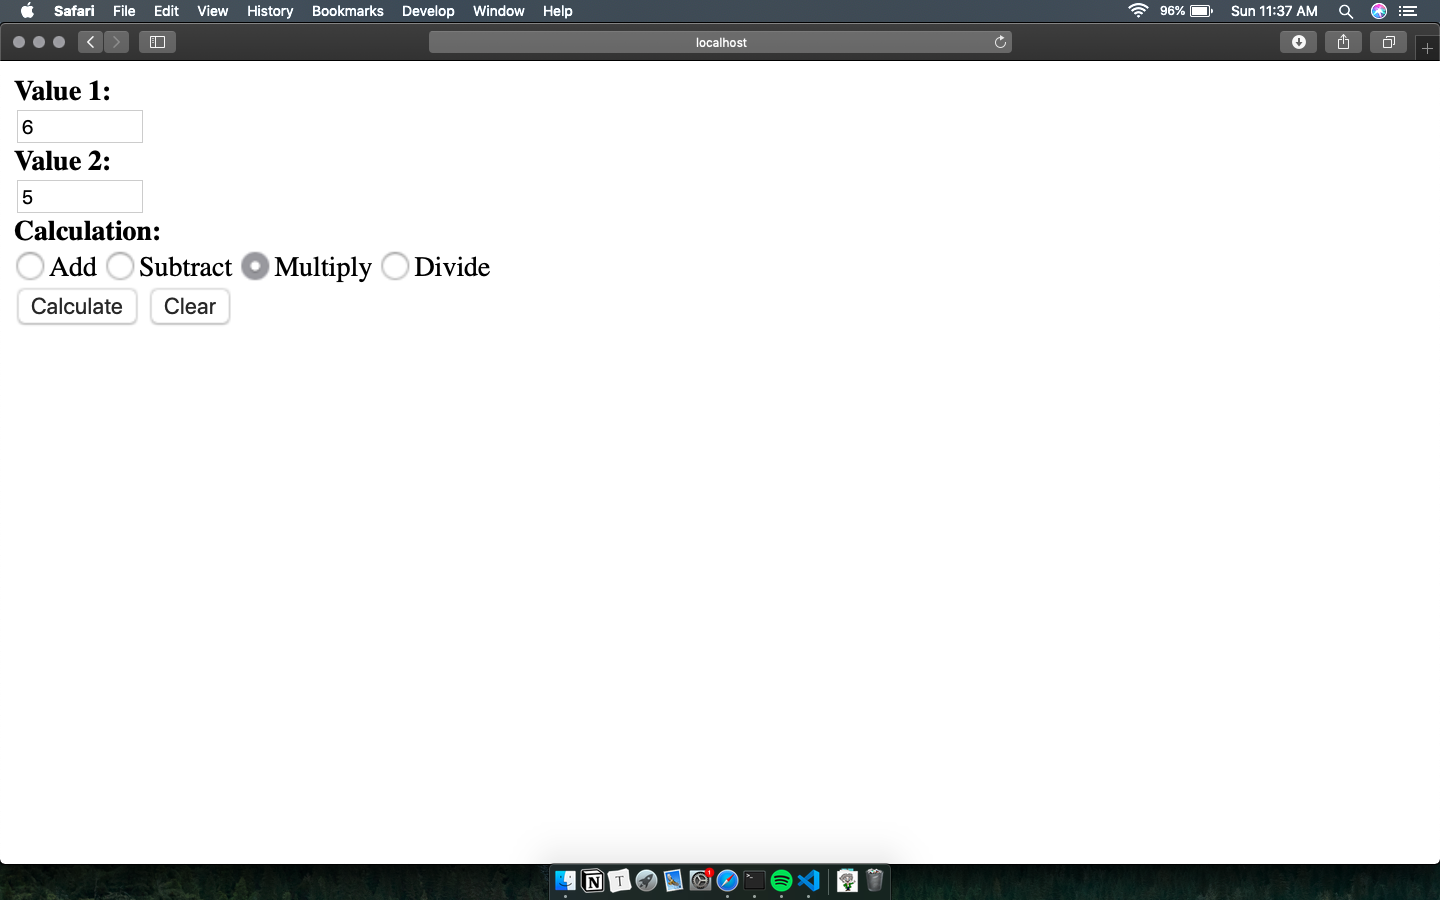 Safari File Edit View History Bookmarks Develop Window Help 96% Sun 11:37 AM
localhost
Value 1:
6
Value 2:
5
Calculation:
Add Subtract Multiply Divide
Calculate Clear
N T 1